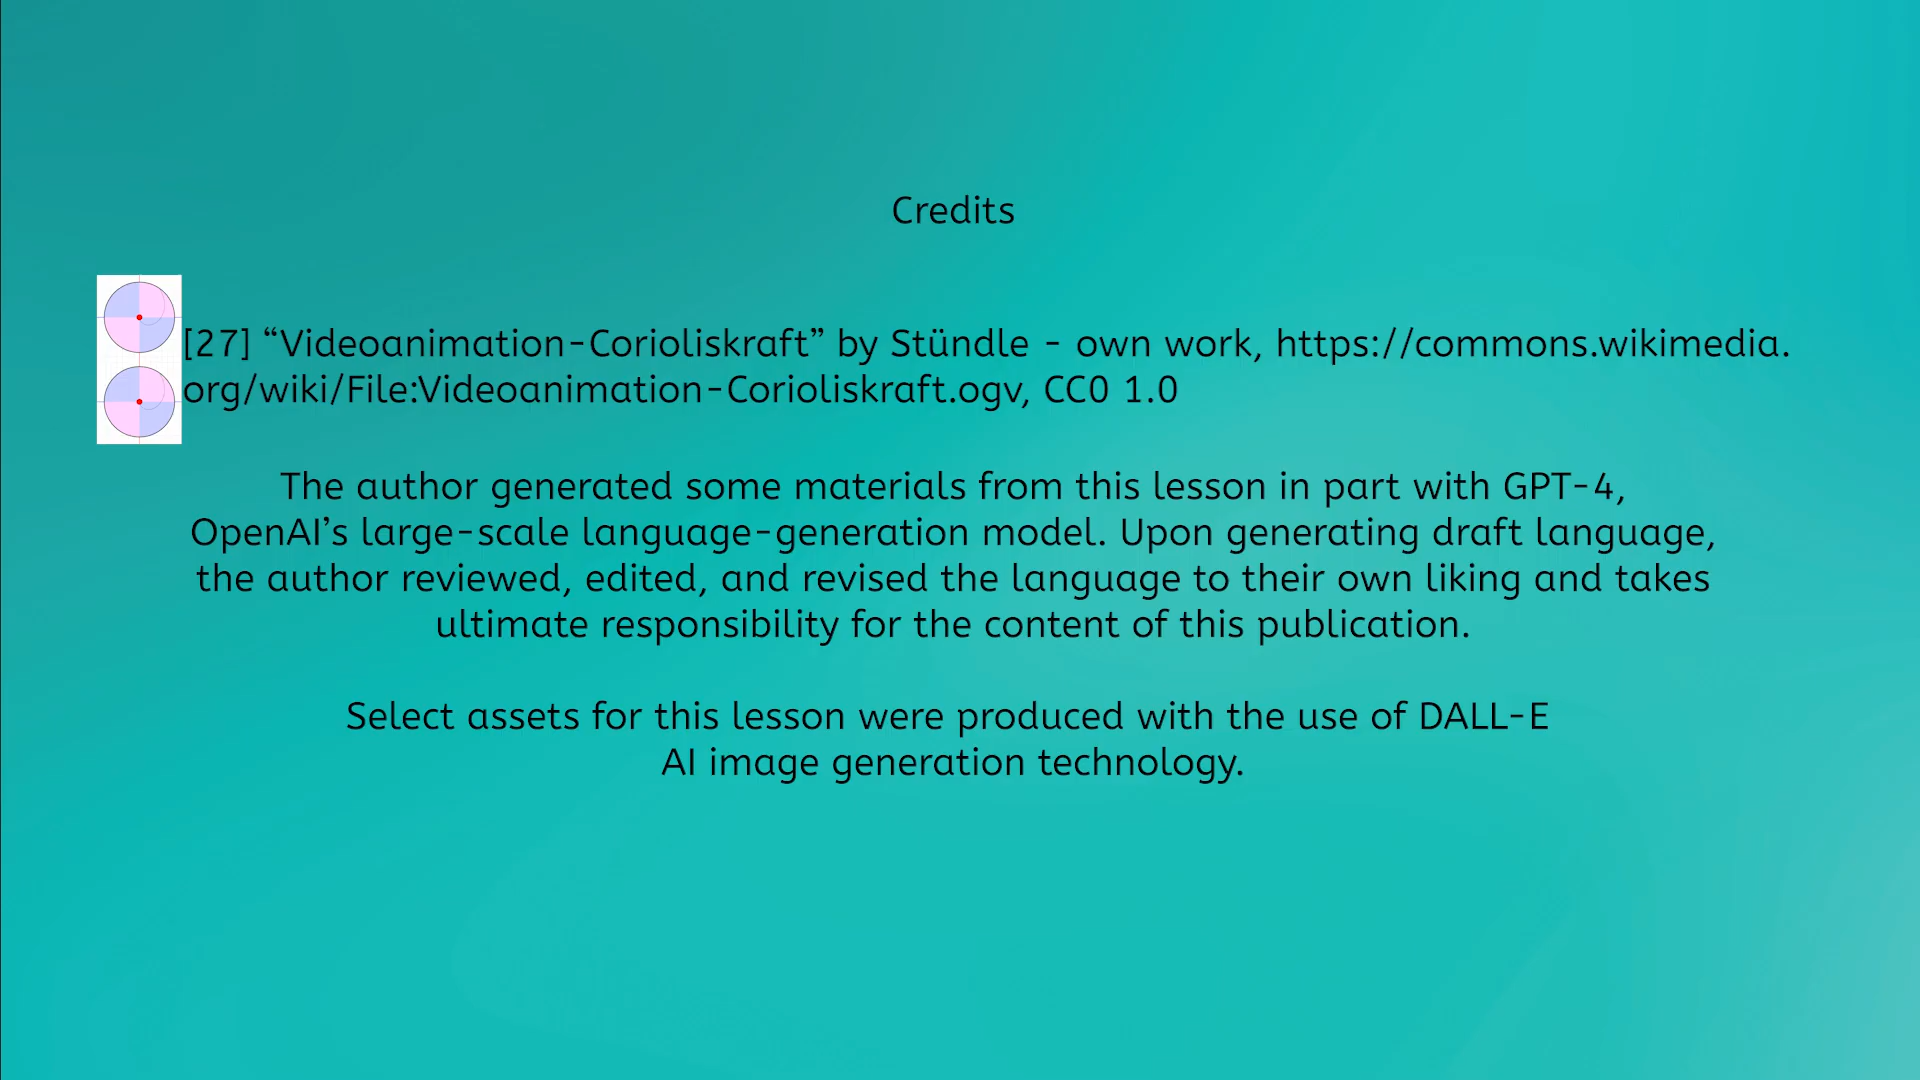 Credits
[27] “Videoanimation-Corioliskraft” by Stündle - own work, https://commons.wikimedia.
org/wiki/File:Videoanimation-Corioliskraft.ogv, CC0 1.0
The author generated some materials from this lesson in part with GPT-4,
OpenAI’s large-scale language-generation model. Upon generating draft language,
the author reviewed, edited, and revised the language to their own liking and takes
ultimate responsibility for the content of this publication.
Select assets for this lesson were produced with the use of DALL-E
AI image generation technology.